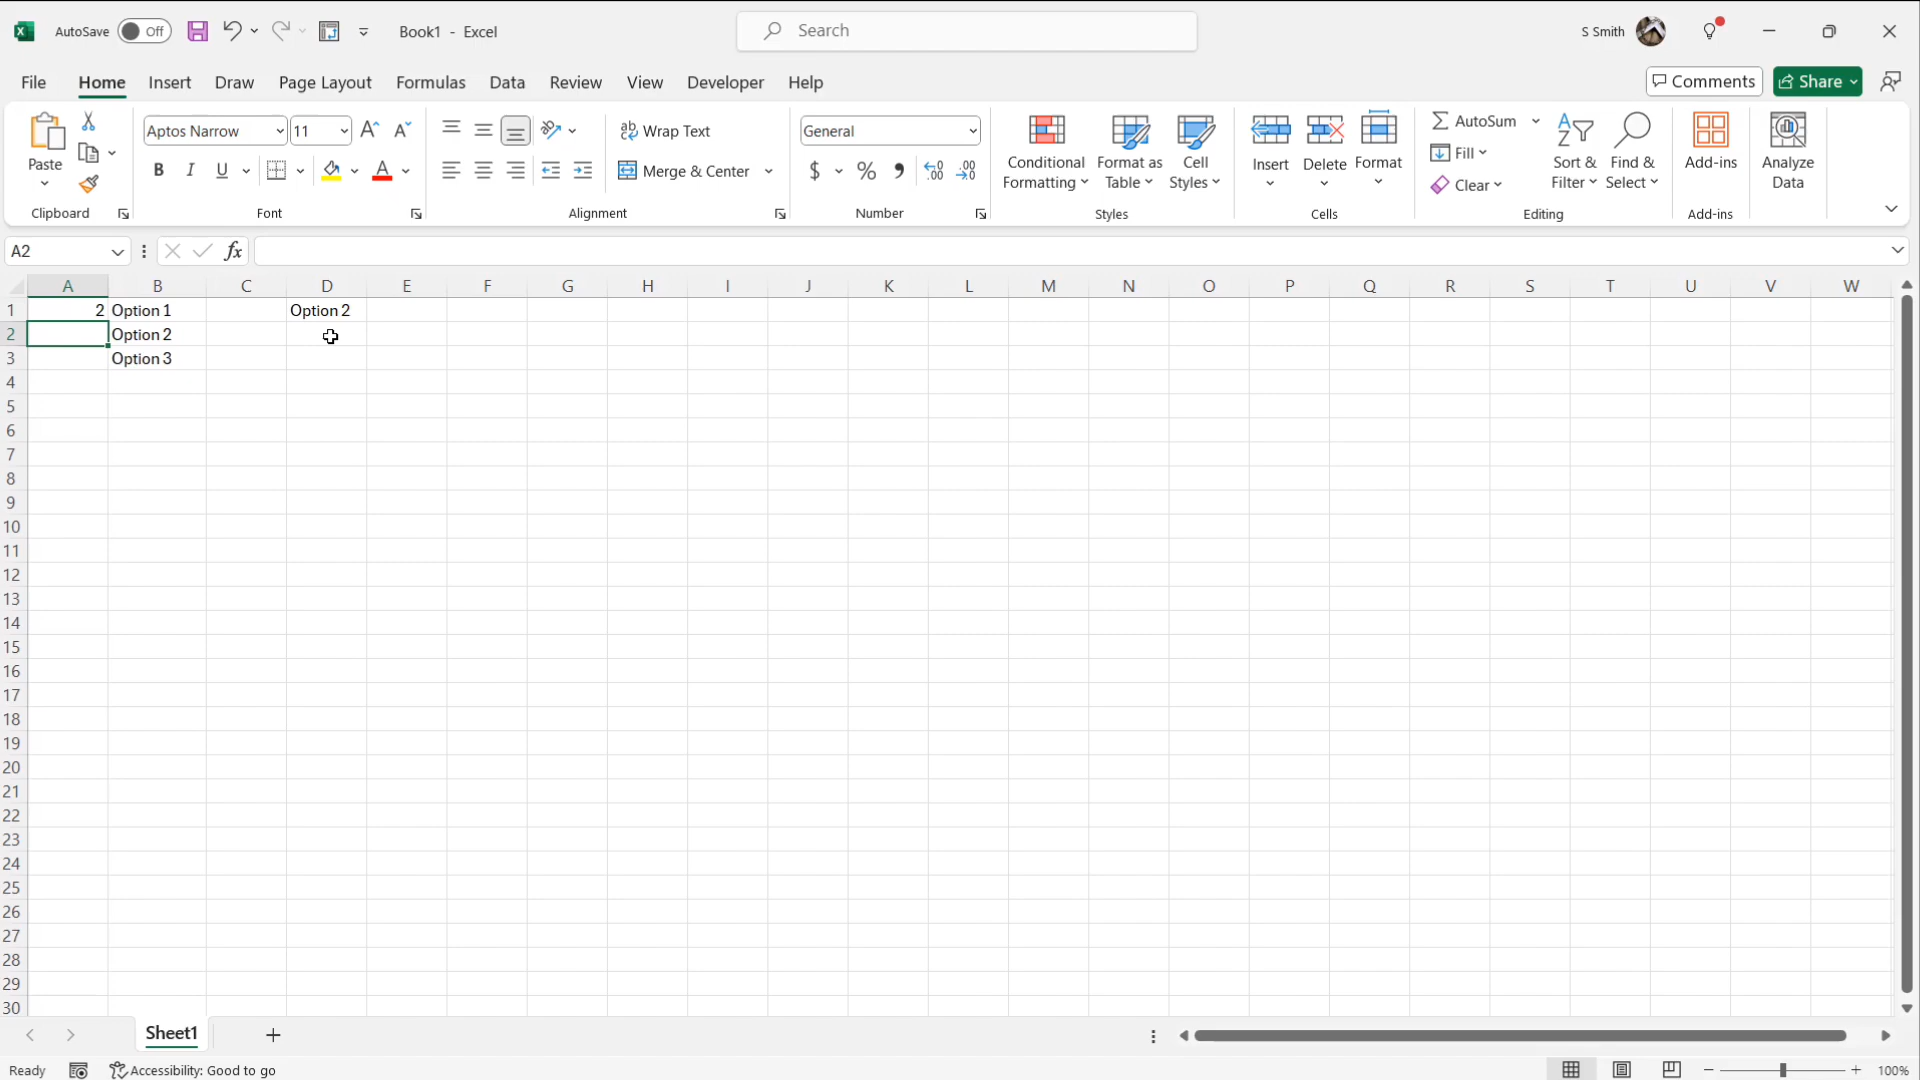 AutoSave Off Book1 - Excel Search S Smith
File Home Insert Draw Page Layout Formulas Data Review View Developer Help Comments Share
Paste Aptos Narrow 11 Wrap Text General Conditional Formatting Format as Table Cell Styles Insert Delete Format AutoSum Fill Clear Sort & Filter Find & Select Add-ins Analyze Data
B I U Merge & Center $ % 9
Clipboard Font Alignment Number Styles Cells Editing Add-ins
A2 fx
A B C D E F G H I J K L M N O P Q R S T U V W
1 2 Option 1 Option 2
2 Option 2
3 Option 3
4
5
6
7
8
9
10
11
12
13
14
15
16
17
18
19
20
21
22
23
24
25
26
27
28
29
30
Sheet1
Ready Accessibility: Good to go 100%